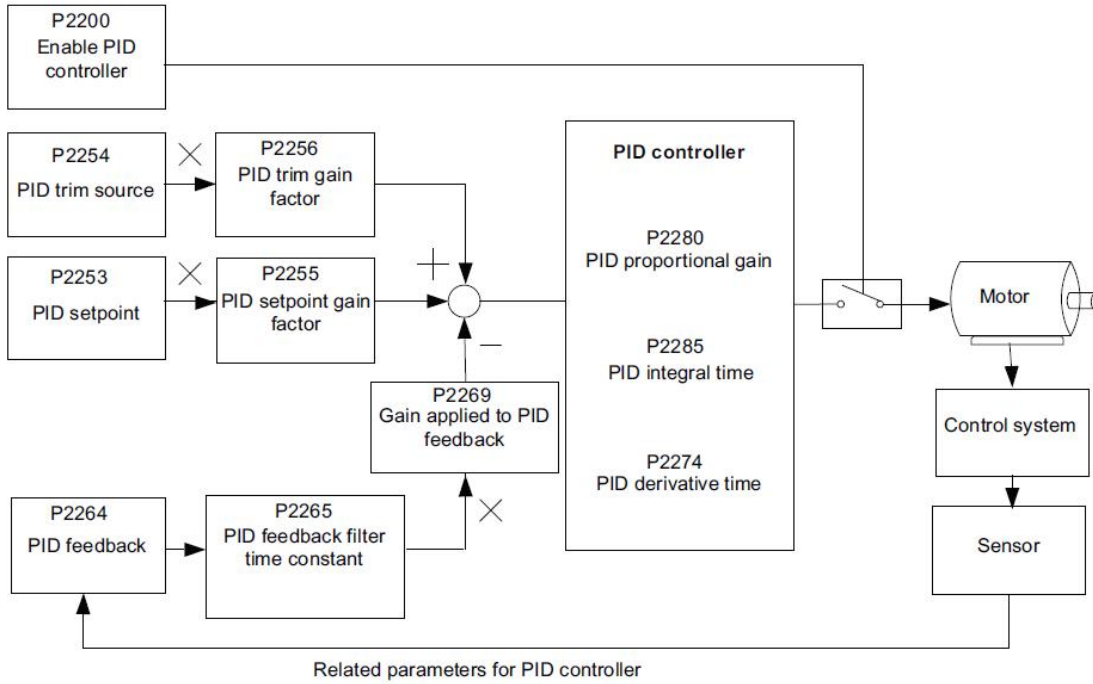 P2200
Enable PID
controller
P2254
PID trim source
P2256
PID trim gain
factor
P2253
PID setpoint
P2255
PID setpoint gain
factor
P2269
Gain applied to PID
feedback
P2264
PID feedback
P2265
PID feedback filter
time constant
PID controller
P2280
PID proportional gain
P2285
PID integral time
P2274
PID derivative time
Motor
Control system
Sensor
Related parameters for PID controller